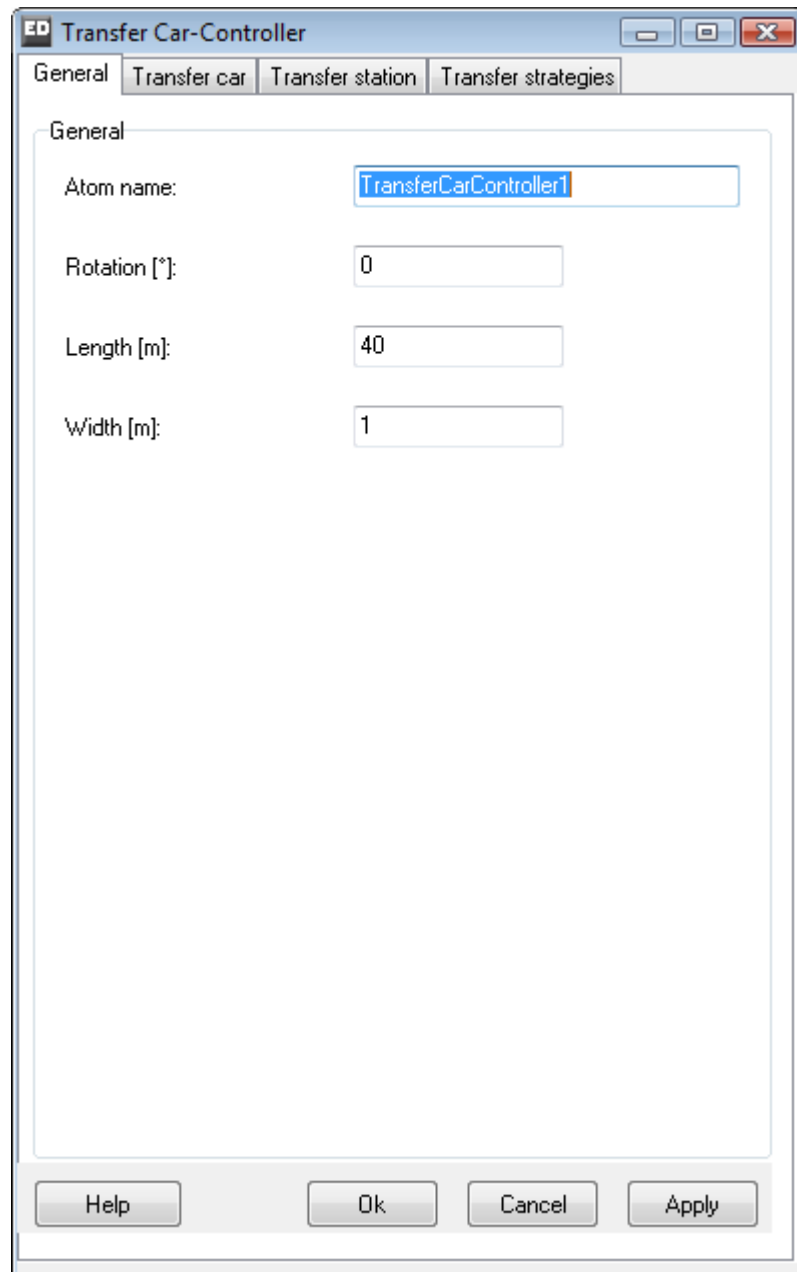 ED Transfer Car-Controller
General Transfer car Transfer station Transfer strategies
General
Atom name: TransferCarController1
Rotation [°]: 0
Length [m]: 40
Width [m]: 1
Help Ok Cancel Apply